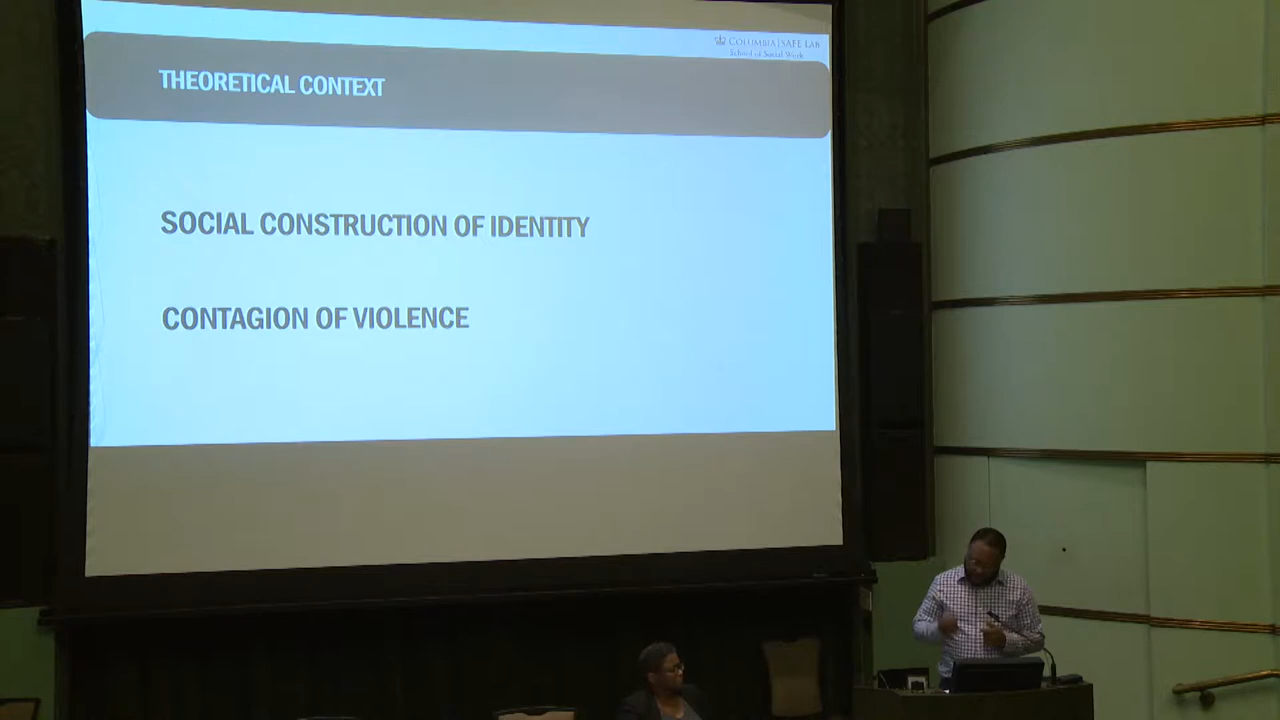 COLUMBIA | SAFE LAB
School of Social Work
THEORETICAL CONTEXT
SOCIAL CONSTRUCTION OF IDENTITY
CONTAGION OF VIOLENCE